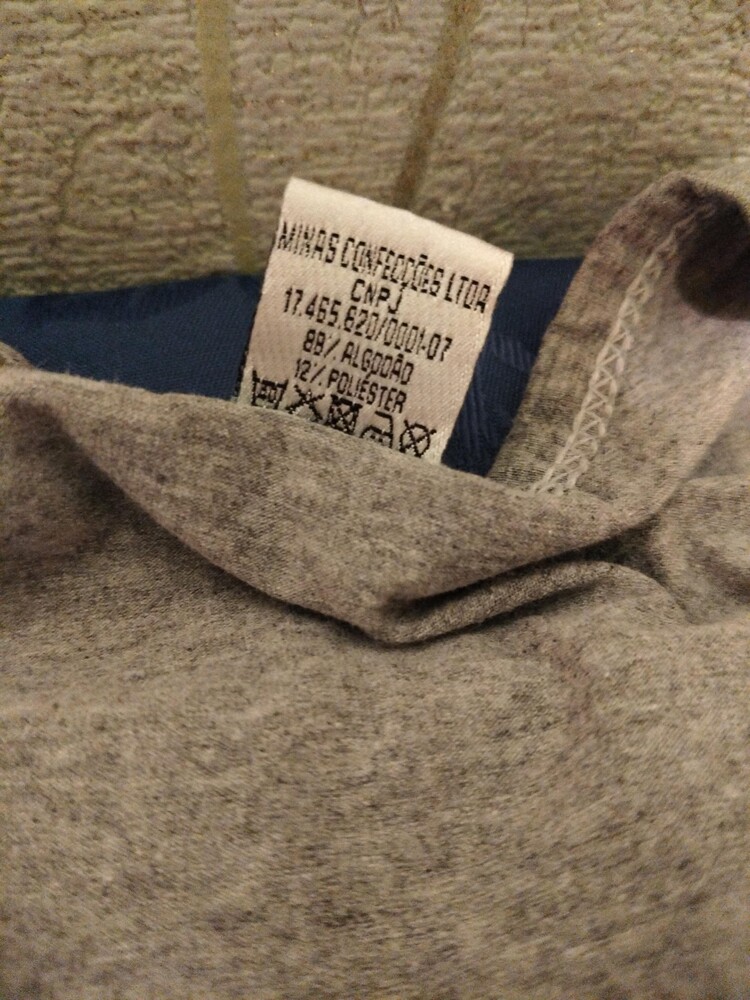 MINAS CONFECÇÕES LTDA
CNPJ
17.465.620/0001-07
88% ALGODÃO
12% POLIESTER